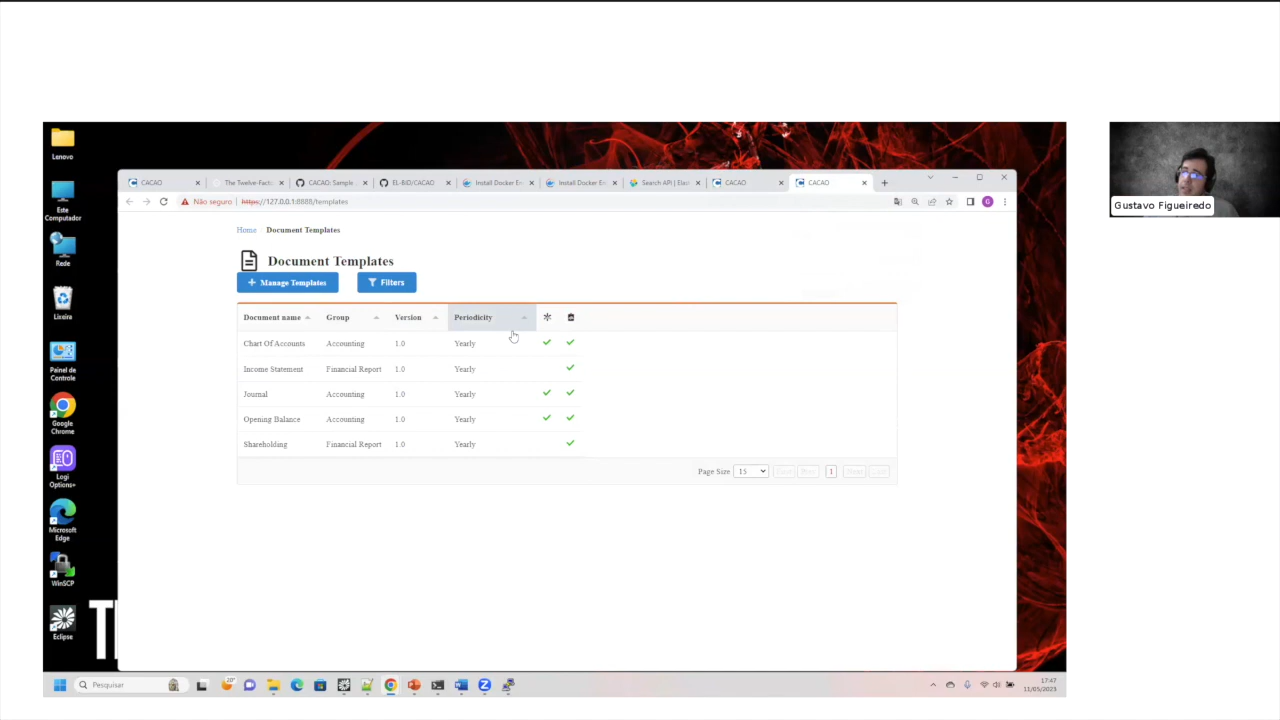 Lenovo
Este
Computador
Rede
Lixeira
Painel de
Controle
Google
Chrome
Logi
Options+
Microsoft
Edge
WinSCP
Eclipse
CACAO
The Twelve-Facto
CACAO: Sample
EL-BID/CACAO
Install Docker En
Install Docker En
Search API | Elas
CACAO
CACAO
Não seguro
https://127.0.0.1:8888/templates
G
Home
Document Templates
Document Templates
+ Manage Templates
Filters
Document name Group Version Periodicity
Chart Of Accounts Accounting 1.0 Yearly
Income Statement Financial Report 1.0 Yearly
Journal Accounting 1.0 Yearly
Opening Balance Accounting 1.0 Yearly
Shareholding Financial Report 1.0 Yearly
Page Size 15 1
Pesquisar
20°
17:47
11/05/2023
Gustavo Figueiredo